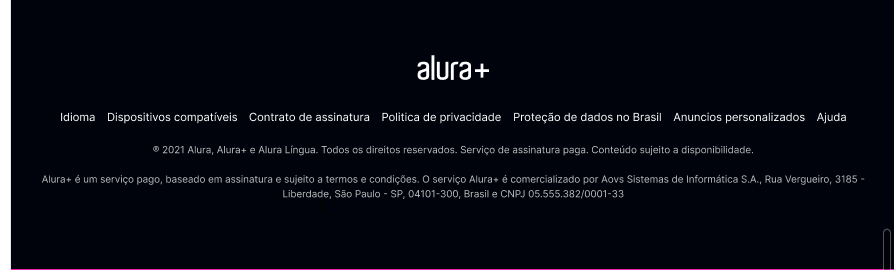 alura+
Idioma Dispositivos compatíveis Contrato de assinatura Politica de privacidade Proteção de dados no Brasil Anuncios personalizados Ajuda
® 2021 Alura, Alura+ e Alura Língua. Todos os direitos reservados. Serviço de assinatura paga. Conteúdo sujeito a disponibilidade.
Alura+ é um serviço pago, baseado em assinatura e sujeito a termos e condições. O serviço Alura+ é comercializado por Aovs Sistemas de Informática S.A., Rua Vergueiro, 3185 -
Liberdade, São Paulo - SP, 04101-300, Brasil e CNPJ 05.555.382/0001-33